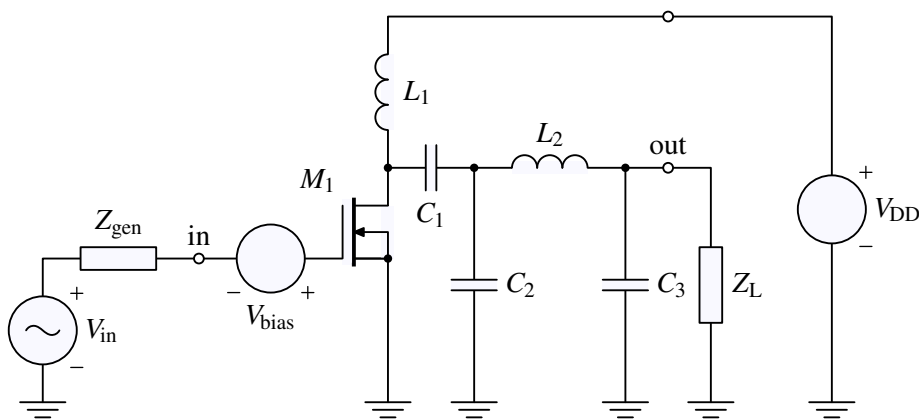 L1
L2
out
M1
C1
+
VDD
−
Zgen
in
−
+
Vbias
C2
C3
ZL
+
Vin
−